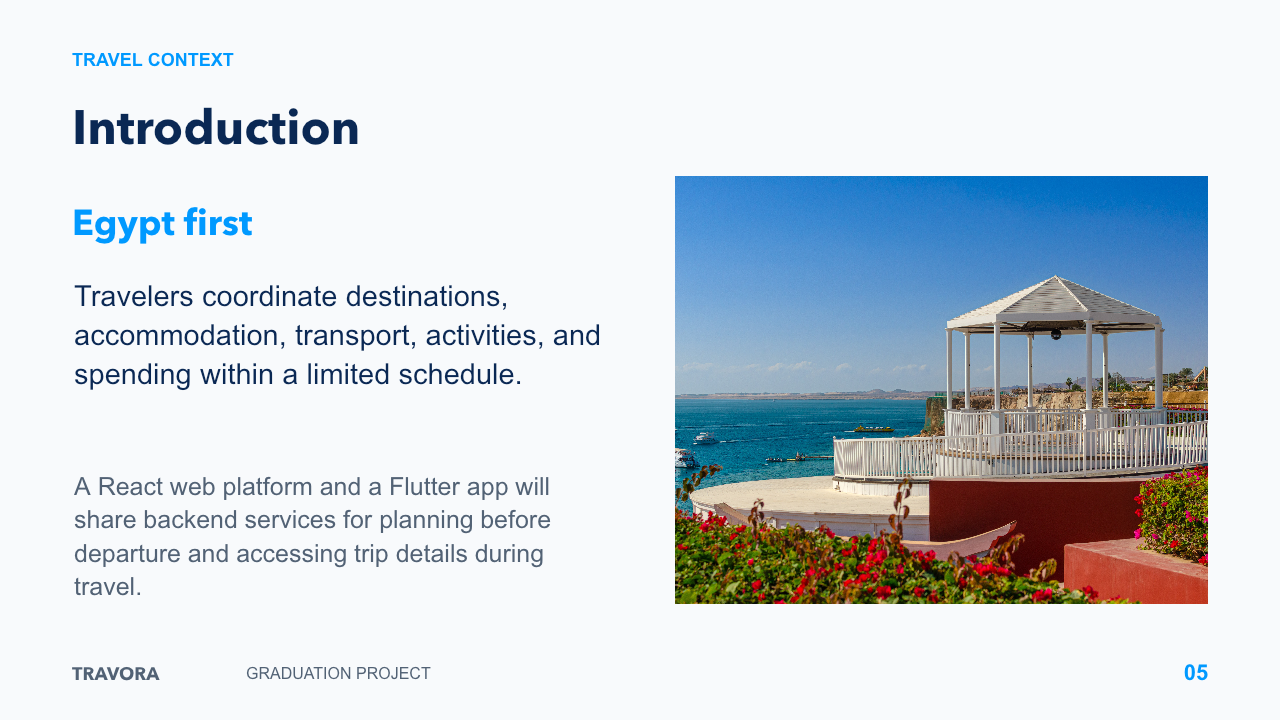 TRAVEL CONTEXT
Introduction
Egypt first
Travelers coordinate destinations,
accommodation, transport, activities, and
spending within a limited schedule.
A React web platform and a Flutter app will
share backend services for planning before
departure and accessing trip details during
travel.
TRAVORA GRADUATION PROJECT 05